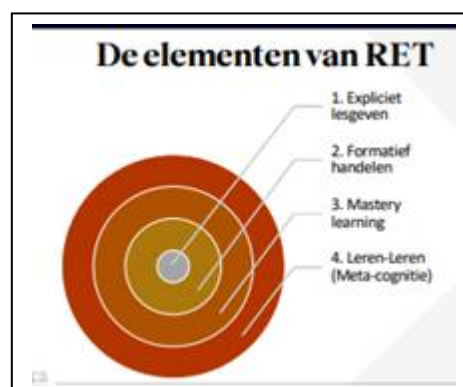 De elementen van RET
1. Expliciet
lesgeven
2. Formatief
handelen
3. Mastery
learning
4. Leren-Leren
(Meta-cognitie)